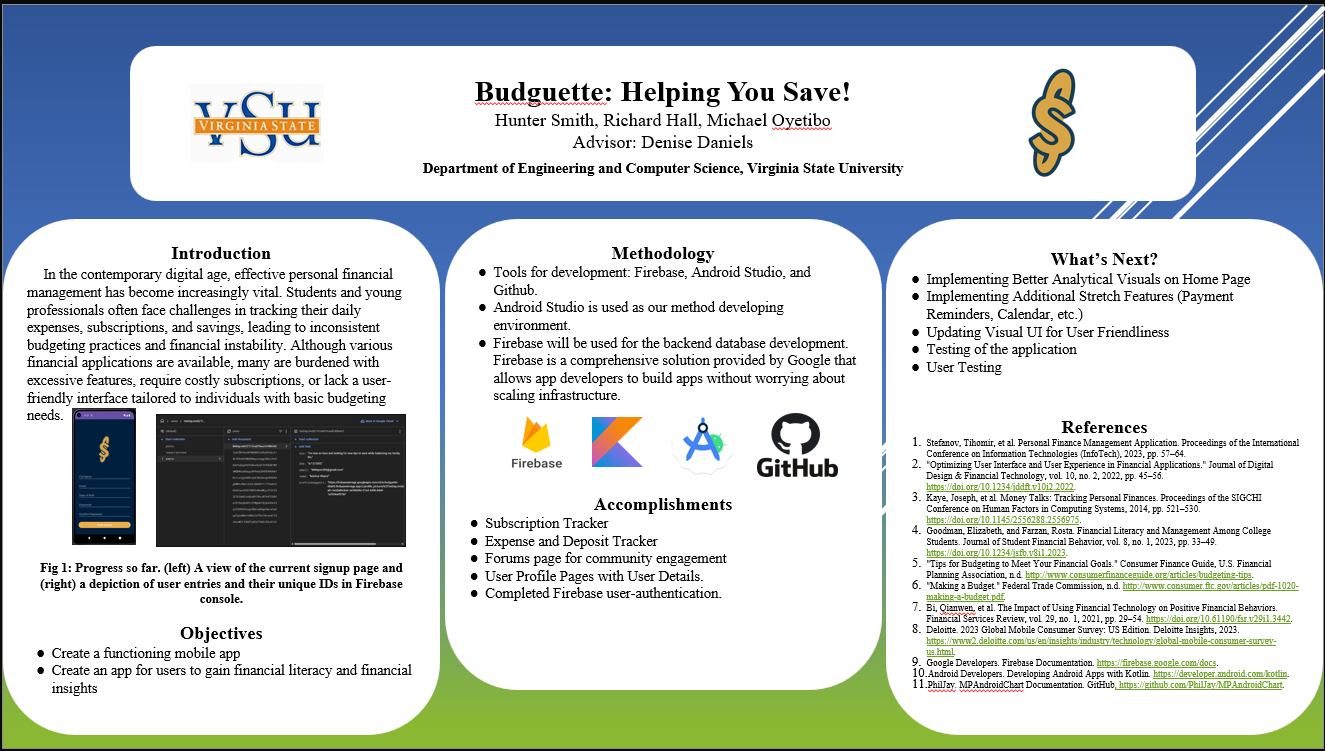 VSU
VIRGINIA STATE
Budguette: Helping You Save!
Hunter Smith, Richard Hall, Michael Oyetibo
Advisor: Denise Daniels
Department of Engineering and Computer Science, Virginia State University
Introduction
In the contemporary digital age, effective personal financial
management has become increasingly vital. Students and young
professionals often face challenges in tracking their daily
expenses, subscriptions, and savings, leading to inconsistent
budgeting practices and financial instability. Although various
financial applications are available, many are burdened with
excessive features, require costly subscriptions, or lack a user-
friendly interface tailored to individuals with basic budgeting
needs.
Fig 1: Progress so far. (left) A view of the current signup page and
(right) a depiction of user entries and their unique IDs in Firebase
console.
Objectives
● Create a functioning mobile app
● Create an app for users to gain financial literacy and financial
insights
Methodology
● Tools for development: Firebase, Android Studio, and
Github.
● Android Studio is used as our method developing
environment.
● Firebase will be used for the backend database development.
Firebase is a comprehensive solution provided by Google that
allows app developers to build apps without worrying about
scaling infrastructure.
Firebase
GitHub
Accomplishments
● Subscription Tracker
● Expense and Deposit Tracker
● Forums page for community engagement
● User Profile Pages with User Details.
● Completed Firebase user-authentication.
What's Next?
● Implementing Better Analytical Visuals on Home Page
● Implementing Additional Stretch Features (Payment
Reminders, Calendar, etc.)
● Updating Visual UI for User Friendliness
● Testing of the application
● User Testing
References
1. Stefanov, Tihomir, et al. Personal Finance Management Application. Proceedings of the International
Conference on Information Technologies (InfoTech), 2023, pp. 57–64.
2. "Optimizing User Interface and User Experience in Financial Applications." Journal of Digital
Design & Financial Technology, vol. 10, no. 2, 2022, pp. 45–56.
https://doi.org/10.1234/jddft.v10i2.2022.
3. Kaye, Joseph, et al. Money Talks: Tracking Personal Finances. Proceedings of the SIGCHI
Conference on Human Factors in Computing Systems, 2014, pp. 521–530.
https://doi.org/10.1145/2556288.2556975.
4. Goodman, Elizabeth, and Farzan, Rosta. Financial Literacy and Management Among College
Students. Journal of Student Financial Behavior, vol. 8, no. 1, 2023, pp. 33–49.
https://doi.org/10.1234/jsfb.v8i1.2023.
5. "Tips for Budgeting to Meet Your Financial Goals." Consumer Finance Guide, U.S. Financial
Planning Association, n.d. http://www.consumerfinanceguide.org/articles/budgeting-tips.
6. "Making a Budget." Federal Trade Commission, n.d. http://www.consumer.ftc.gov/articles/pdf-1020-
making-a-budget.pdf.
7. Bi, Qianwen, et al. The Impact of Using Financial Technology on Positive Financial Behaviors.
Financial Services Review, vol. 29, no. 1, 2021, pp. 29–54. https://doi.org/10.61190/fsr.v29i1.3442.
8. Deloitte. 2023 Global Mobile Consumer Survey: US Edition. Deloitte Insights, 2023.
https://www2.deloitte.com/us/en/insights/industry/technology/global-mobile-consumer-survey-
us.html.
9. Google Developers. Firebase Documentation. https://firebase.google.com/docs.
10. Android Developers. Developing Android Apps with Kotlin. https://developer.android.com/kotlin.
11. PhilJay. MPAndroidChart Documentation. GitHub, https://github.com/PhilJay/MPAndroidChart.